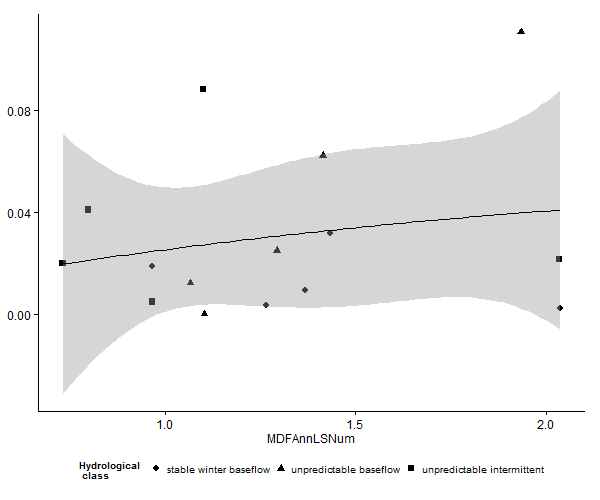 0.08
0.04
0.00
1.0 1.5 2.0
MDFAnnLSNum
Hydrological
class
stable winter baseflow unpredictable baseflow unpredictable intermittent